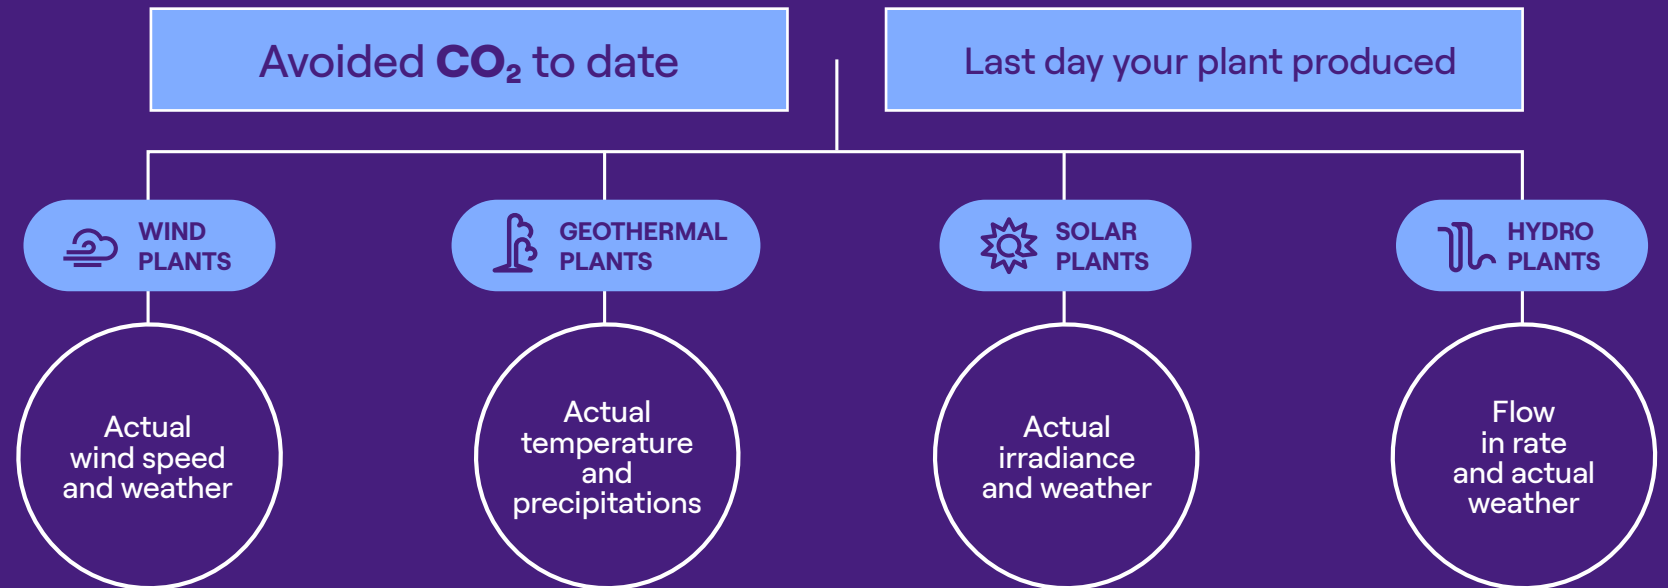 Avoided CO₂ to date
Last day your plant produced
WIND
PLANTS
GEOTHERMAL
PLANTS
SOLAR
PLANTS
HYDRO
PLANTS
Actual
wind speed
and weather
Actual
temperature
and
precipitations
Actual
irradiance
and weather
Flow
in rate
and actual
weather